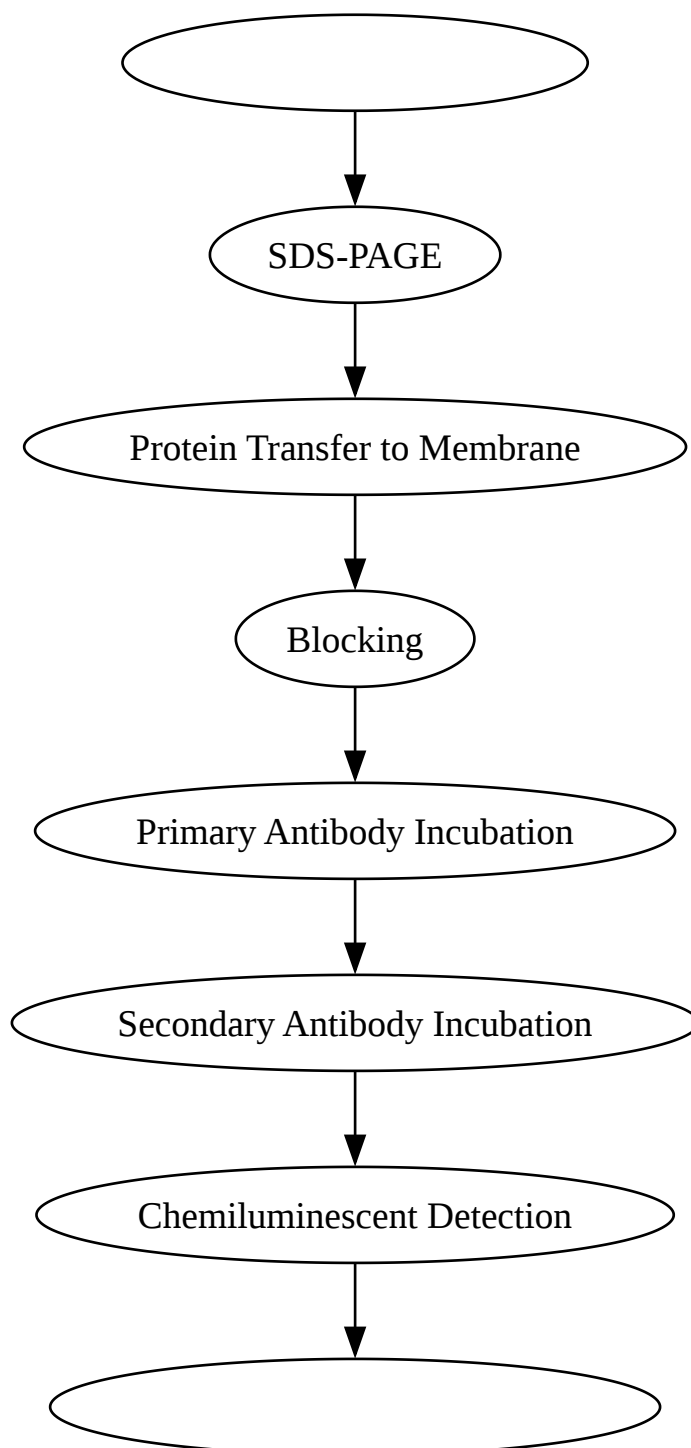 SDS-PAGE
Protein Transfer to Membrane
Blocking
Primary Antibody Incubation
Secondary Antibody Incubation
Chemiluminescent Detection